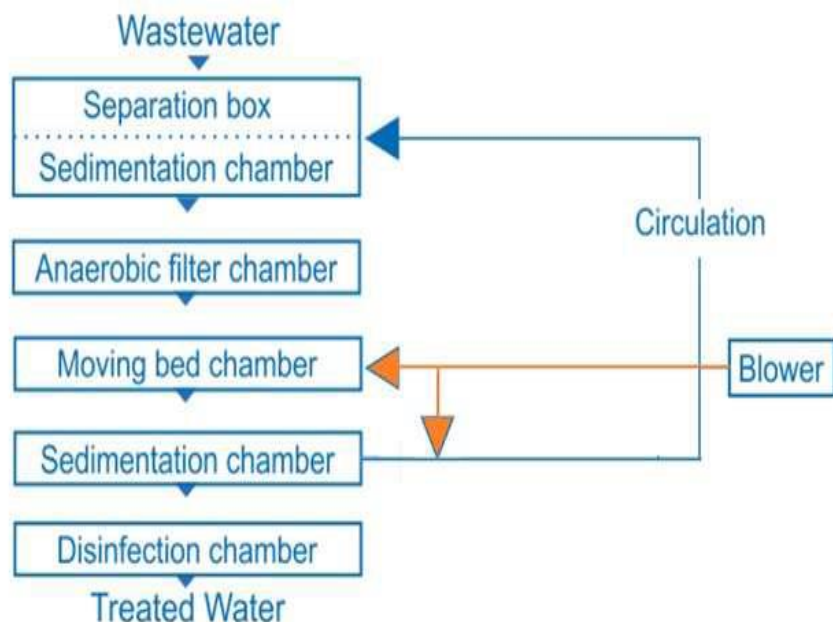 Wastewater
Separation box
Sedimentation chamber
Circulation
Anaerobic filter chamber
Moving bed chamber
Blower
Sedimentation chamber
Disinfection chamber
Treated Water